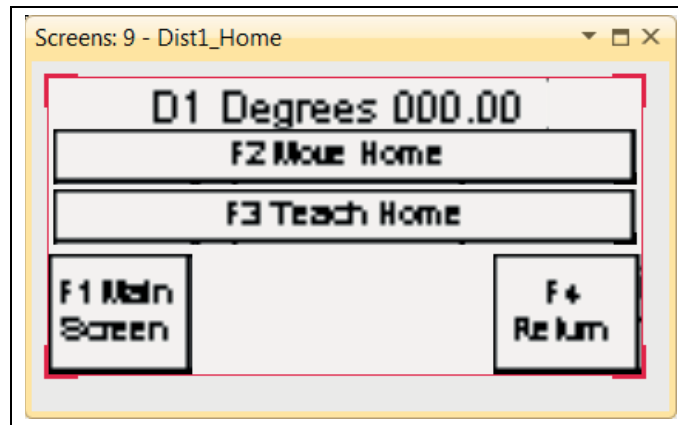 Screens: 9 - Dist1_Home
D1 Degrees 000.00
F2 Move Home
F3 Teach Home
F1 Main
Screen
F4
Return